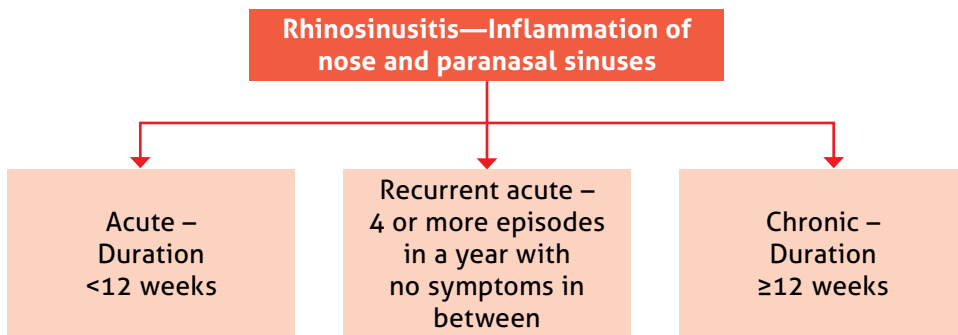 Rhinosinusitis—Inflammation of
nose and paranasal sinuses
Acute –
Duration
<12 weeks
Recurrent acute –
4 or more episodes
in a year with
no symptoms in
between
Chronic –
Duration
≥12 weeks